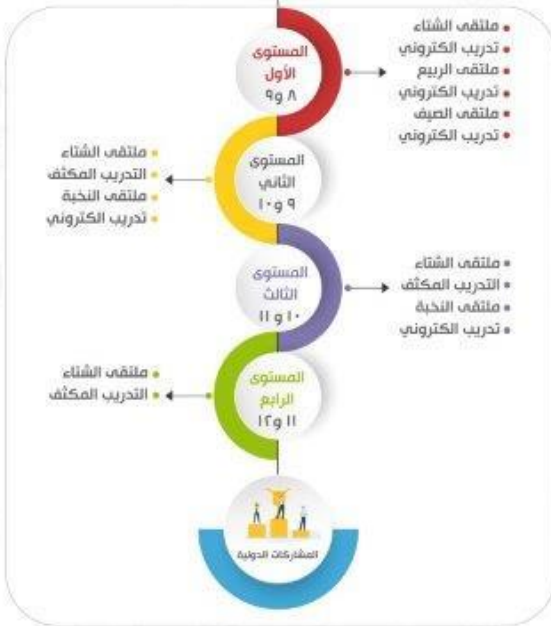 المستوى
الأول
٨ و٩
ملتقى الشتاء
تدريب الكتروني
ملتقى الربيع
تدريب الكتروني
ملتقى الصيف
تدريب الكتروني
المستوى
الثاني
٩ و١٠
ملتقى الشتاء
التدريب المكثف
ملتقى النخبة
تدريب الكتروني
المستوى
الثالث
١٠ و١١
ملتقى الشتاء
التدريب المكثف
ملتقى النخبة
تدريب الكتروني
المستوى
الرابع
١١ و١٢
ملتقى الشتاء
التدريب المكثف
المشاركات الدولية